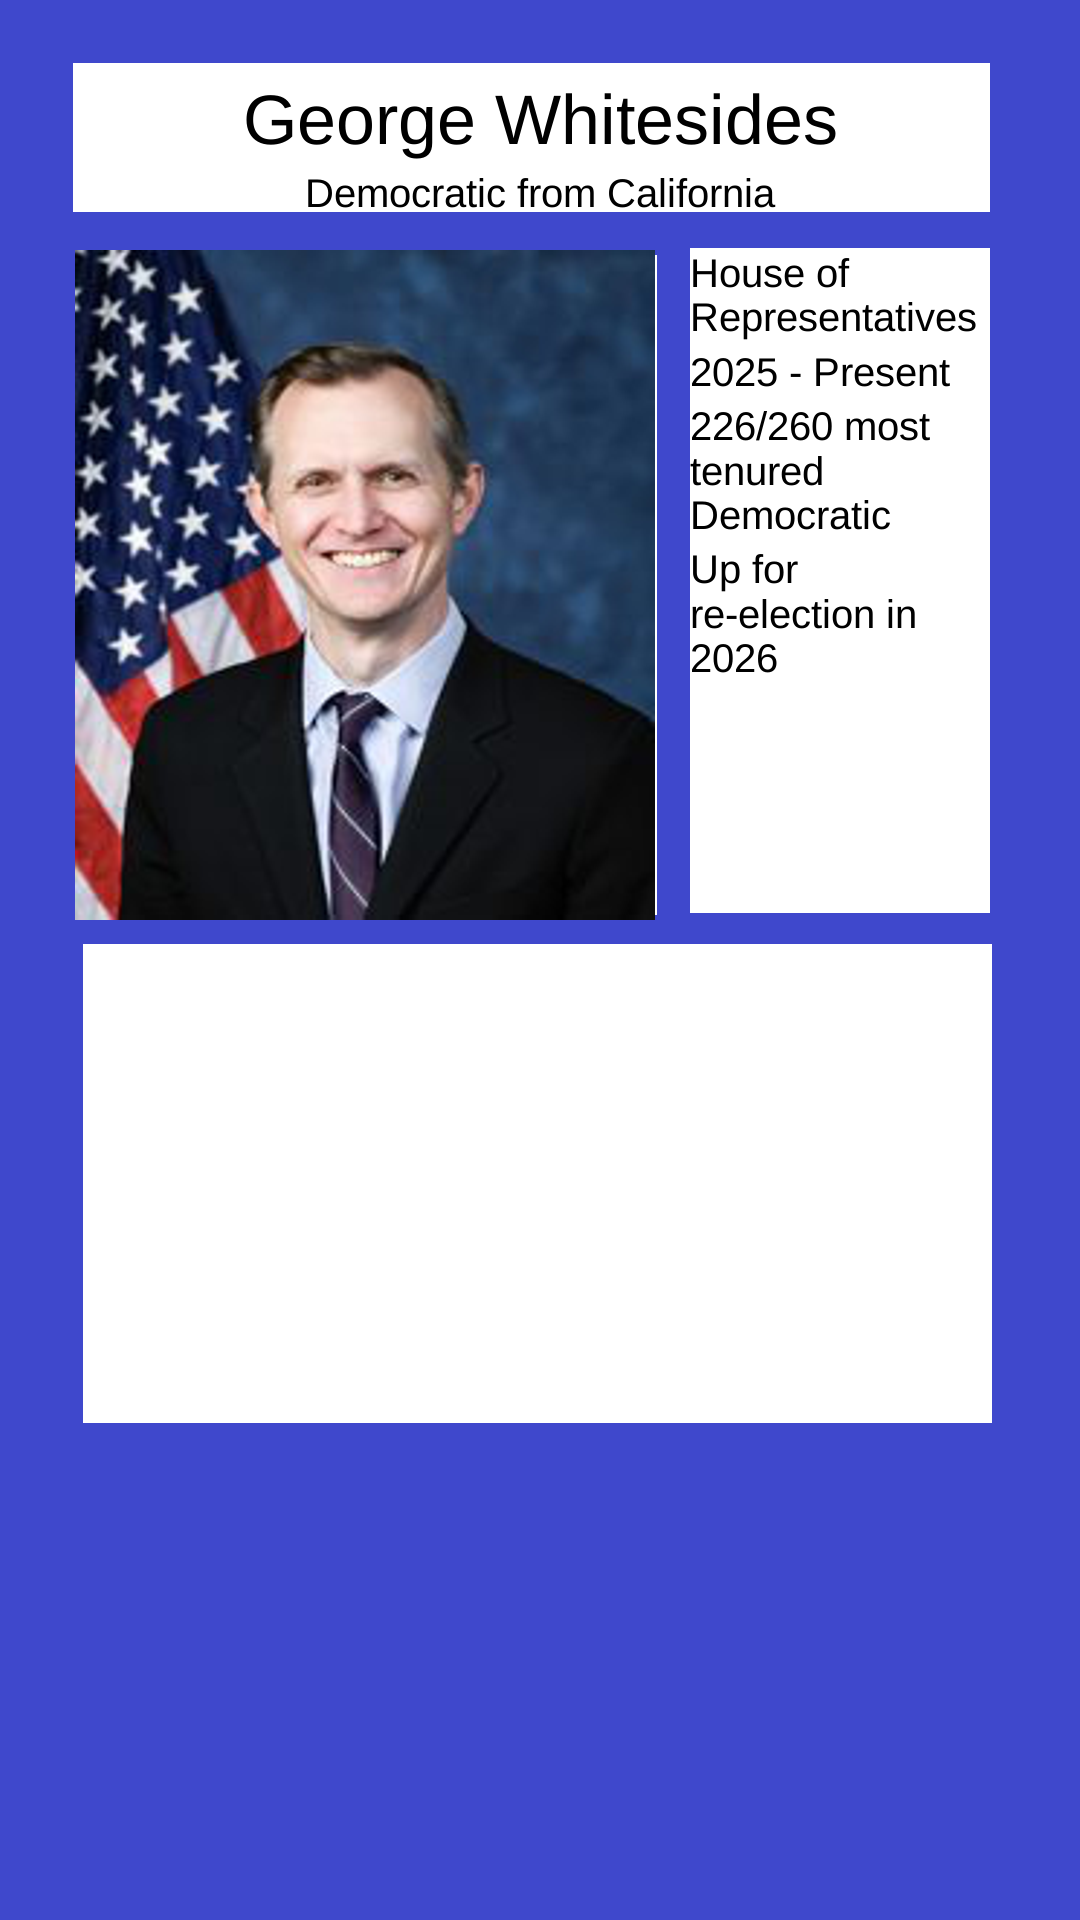 George Whitesides
Democratic from California
House of
Representatives
2025 - Present
226/260 most
tenured
Democratic
Up for
re-election in
2026